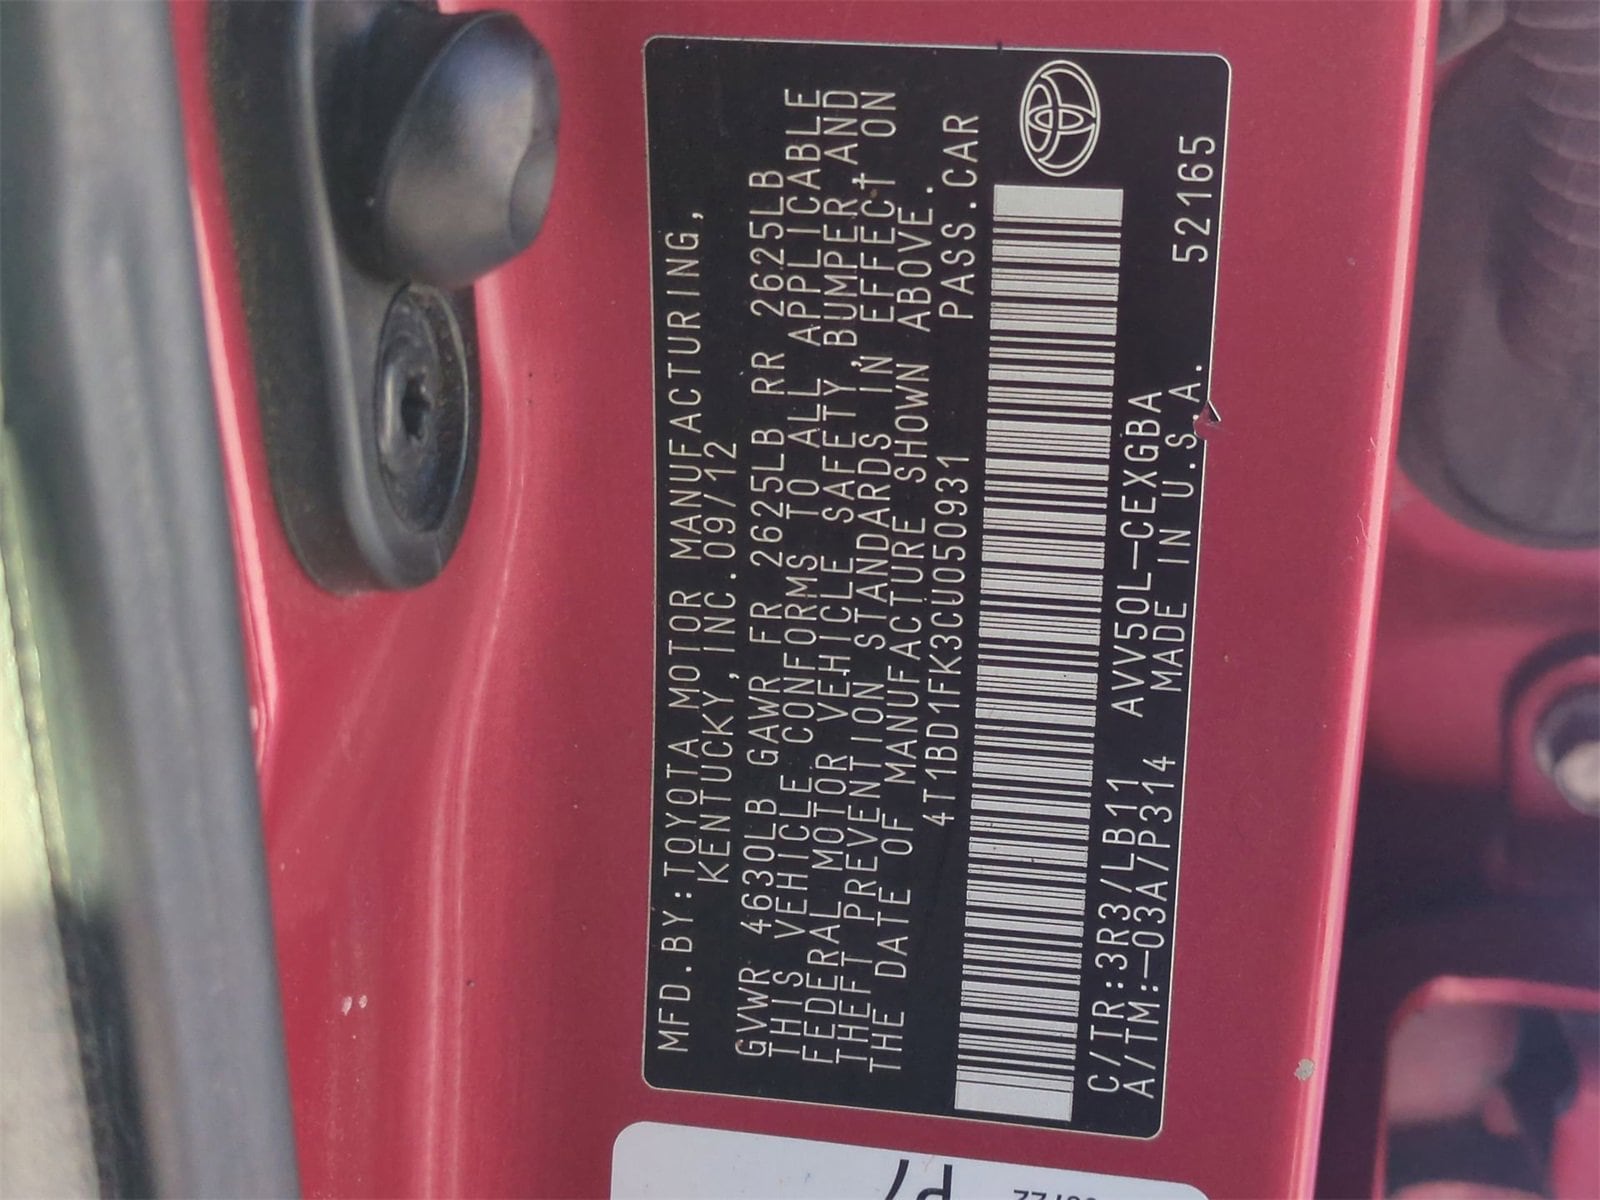 MFD.BY:TOYOTA MOTOR MANUFACTURING,
KENTUCKY,INC.09/12
GVWR 4630LB GAWR FR 2625LB RR 2625LB
THIS VEHICLE CONFORMS TO ALL APPLICABLE
FEDERAL MOTOR VEHICLE SAFETY,BUMPER,AND
THEFT PREVENTION STANDARDS IN EFFECT ON
THE DATE OF MANUFACTURE SHOWN ABOVE.
4T1BD1FK3CU050931 PASS.CAR
C/TR:3R3/LB11 AVV50L-CEXGBA
A/TM:-03A/P314 MADE IN U.S.A. 52165